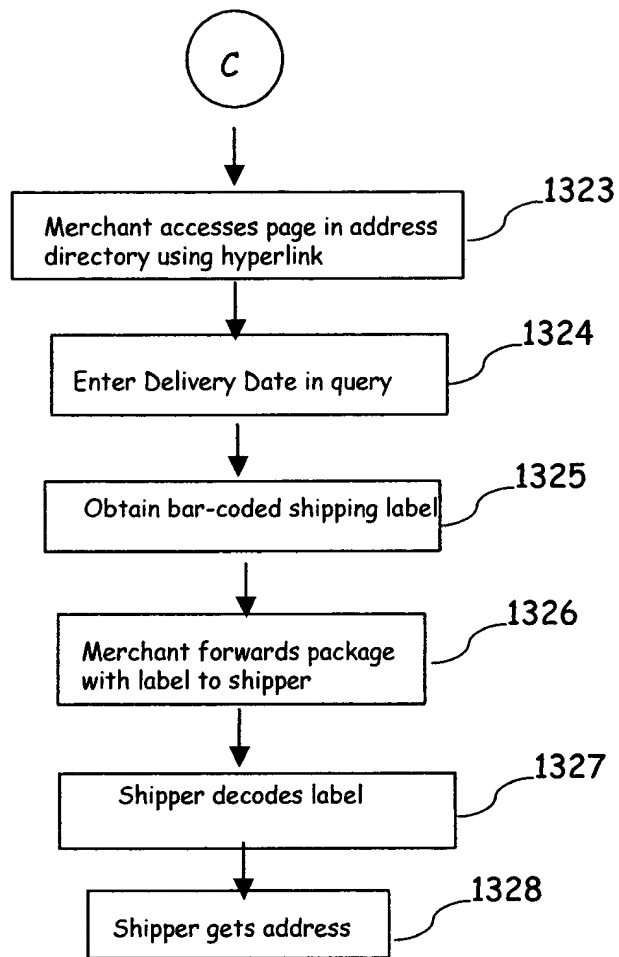 C
1323
Merchant accesses page in address
directory using hyperlink
1324
Enter Delivery Date in query
1325
Obtain bar-coded shipping label
1326
Merchant forwards package
with label to shipper
1327
Shipper decodes label
1328
Shipper gets address